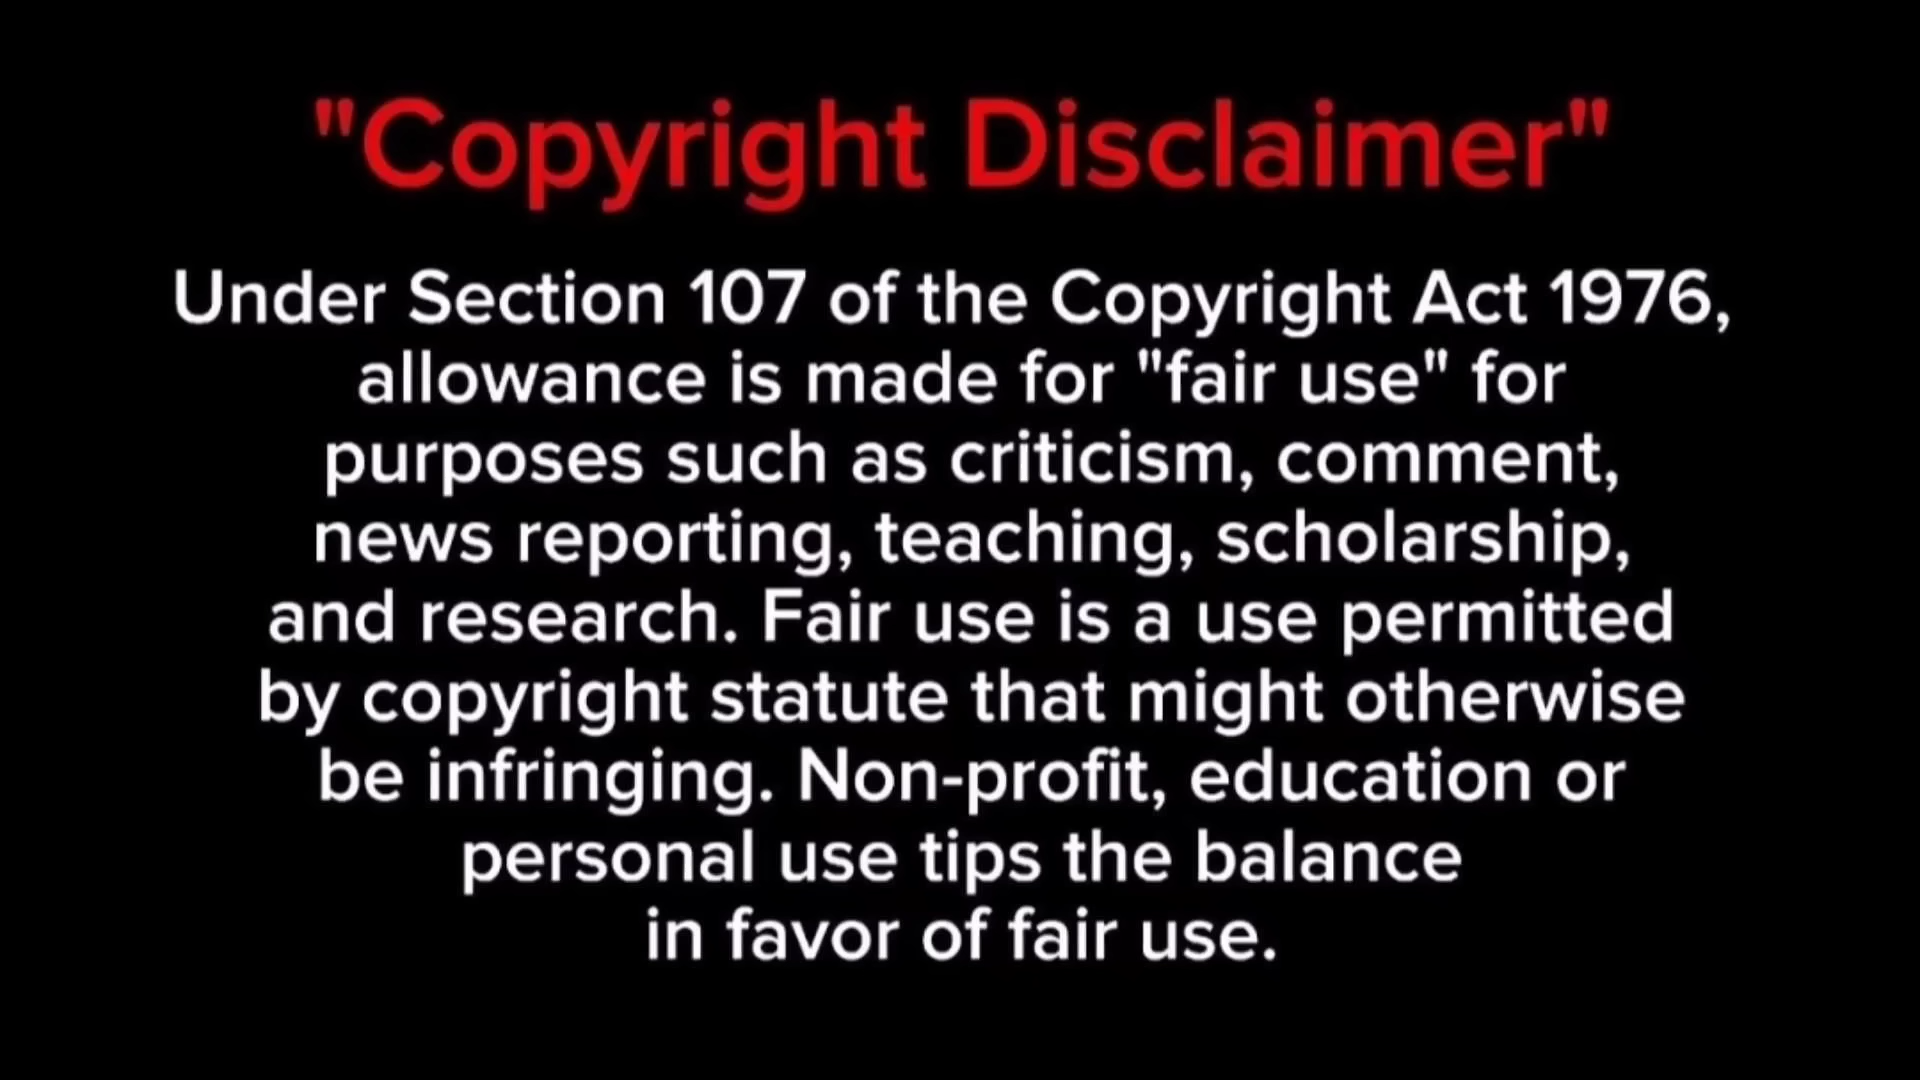 "Copyright Disclaimer"
Under Section 107 of the Copyright Act 1976,
allowance is made for "fair use" for
purposes such as criticism, comment,
news reporting, teaching, scholarship,
and research. Fair use is a use permitted
by copyright statute that might otherwise
be infringing. Non-profit, education or
personal use tips the balance
in favor of fair use.